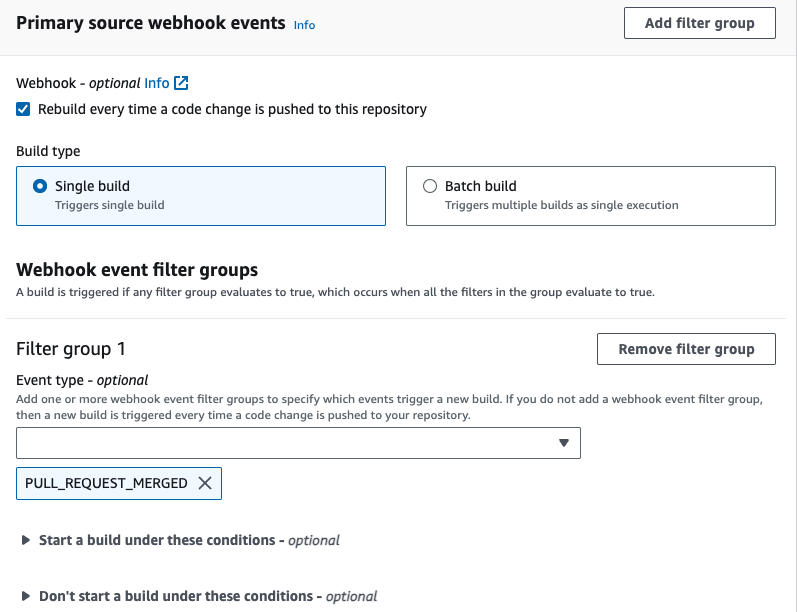 Primary source webhook events Info
Add filter group
Webhook - optional Info
Rebuild every time a code change is pushed to this repository
Build type
Single build
Triggers single build
Batch build
Triggers multiple builds as single execution
Webhook event filter groups
A build is triggered if any filter group evaluates to true, which occurs when all the filters in the group evaluate to true.
Filter group 1
Remove filter group
Event type - optional
Add one or more webhook event filter groups to specify which events trigger a new build. If you do not add a webhook event filter group,
then a new build is triggered every time a code change is pushed to your repository.
PULL_REQUEST_MERGED
Start a build under these conditions - optional
Don't start a build under these conditions - optional